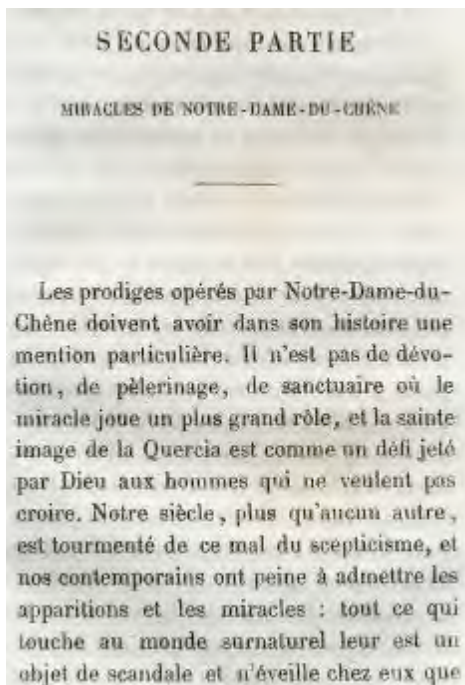 SECONDE PARTIE
MIRACLES DE NOTRE-DAME-DU-CHÊNE
Les prodiges opérés par Notre-Dame-du-
Chêne doivent avoir dans son histoire une
mention particulière. Il n'est pas de dévo-
tion, de pèlerinage, de sanctuaire où le
miracle joue un plus grand rôle, et la sainte
image de la Quercia est comme un défi jeté
par Dieu aux hommes qui ne veulent pas
croire. Notre siècle, plus qu'aucun autre,
est tourmenté de ce mal du scepticisme, et
nos contemporains ont peine à admettre les
apparitions et les miracles : tout ce qui
touche au monde surnaturel leur est un
objet de scandale et n'éveille chez eux que